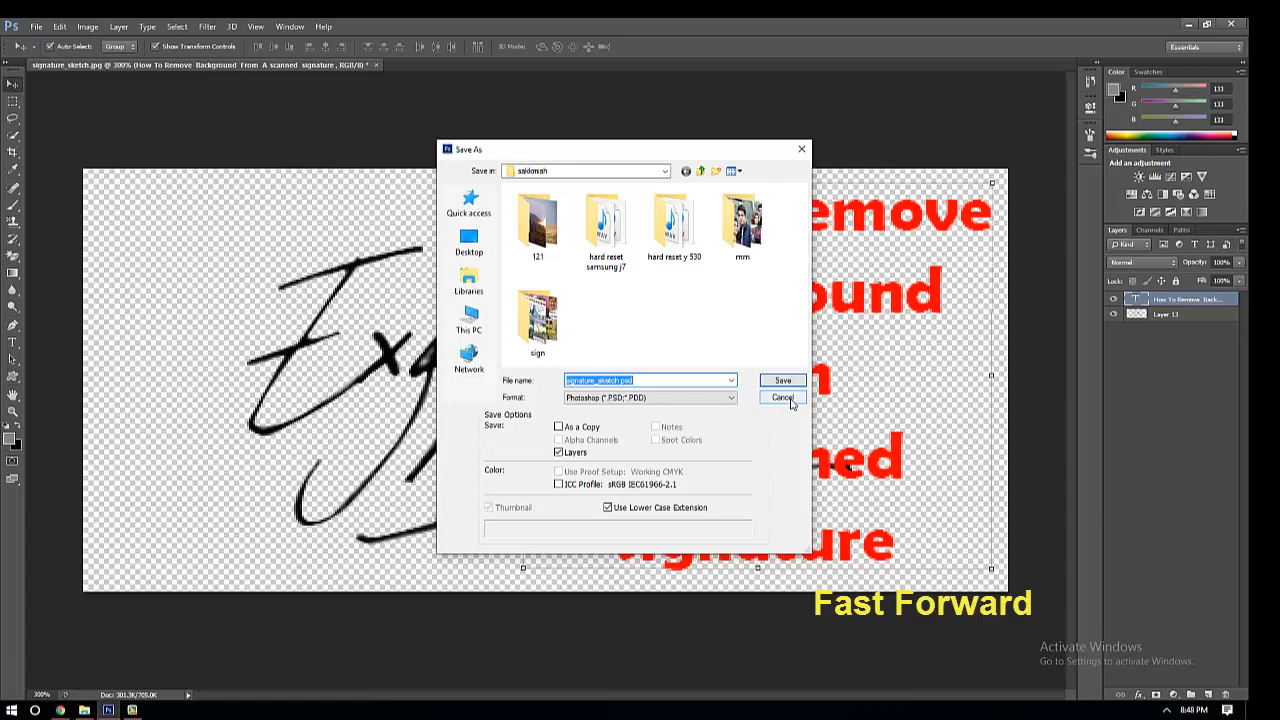 Ps File Edit Image Layer Type Select Filter 3D View Window Help
Auto-Select: Group Show Transform Controls 3D Mode: Essentials
signature_sketch.jpg @ 300% (How To Remove Background From A scanned signature , RGB/8) *
Color Swatches
R 133
G 133
B 133
Adjustments Styles
Add an adjustment
Layers Channels Paths
Kind
Normal Opacity: 100%
Lock: Fill: 100%
T How To Remove Back...
Layer 13
Save As
Save in: sakkmiah
Quick access
Desktop
Libraries
This PC
Network
121
hard reset samsung j7
hard reset y 530
mm
sign
File name: signature_sketch.psd Save
Format: Photoshop (*.PSD;*.PDD) Cancel
Save Options
Save: As a Copy Notes
Alpha Channels Spot Colors
Layers
Color: Use Proof Setup: Working CMYK
ICC Profile: sRGB IEC61966-2.1
Thumbnail Use Lower Case Extension
emove
ound
ned
signature
Fast Forward
Activate Windows
Go to Settings to activate Windows.
300% Doc: 301.3K/705.0K
8:48 PM